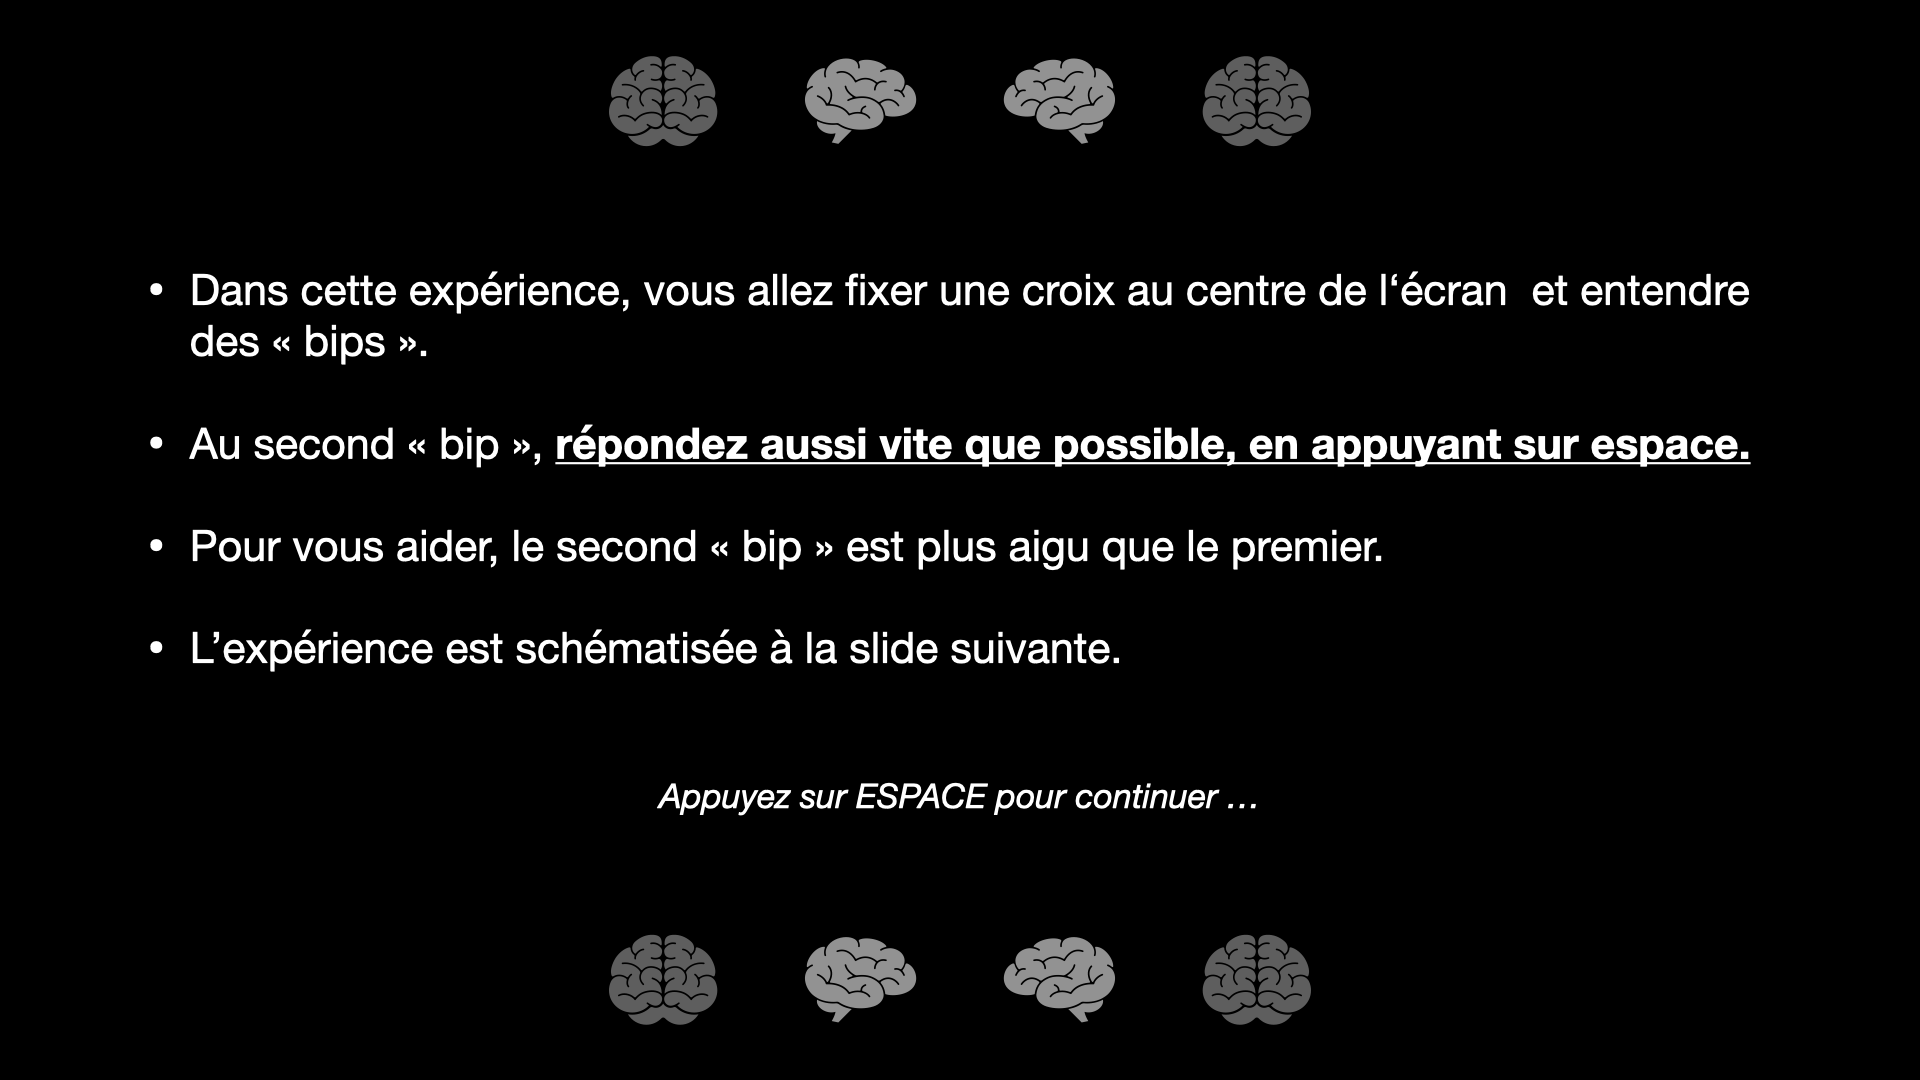 • Dans cette expérience, vous allez fixer une croix au centre de l‘écran  et entendre
des « bips ».
• Au second « bip », répondez aussi vite que possible, en appuyant sur espace.
• Pour vous aider, le second « bip » est plus aigu que le premier.
• L’expérience est schématisée à la slide suivante.
Appuyez sur ESPACE pour continuer …